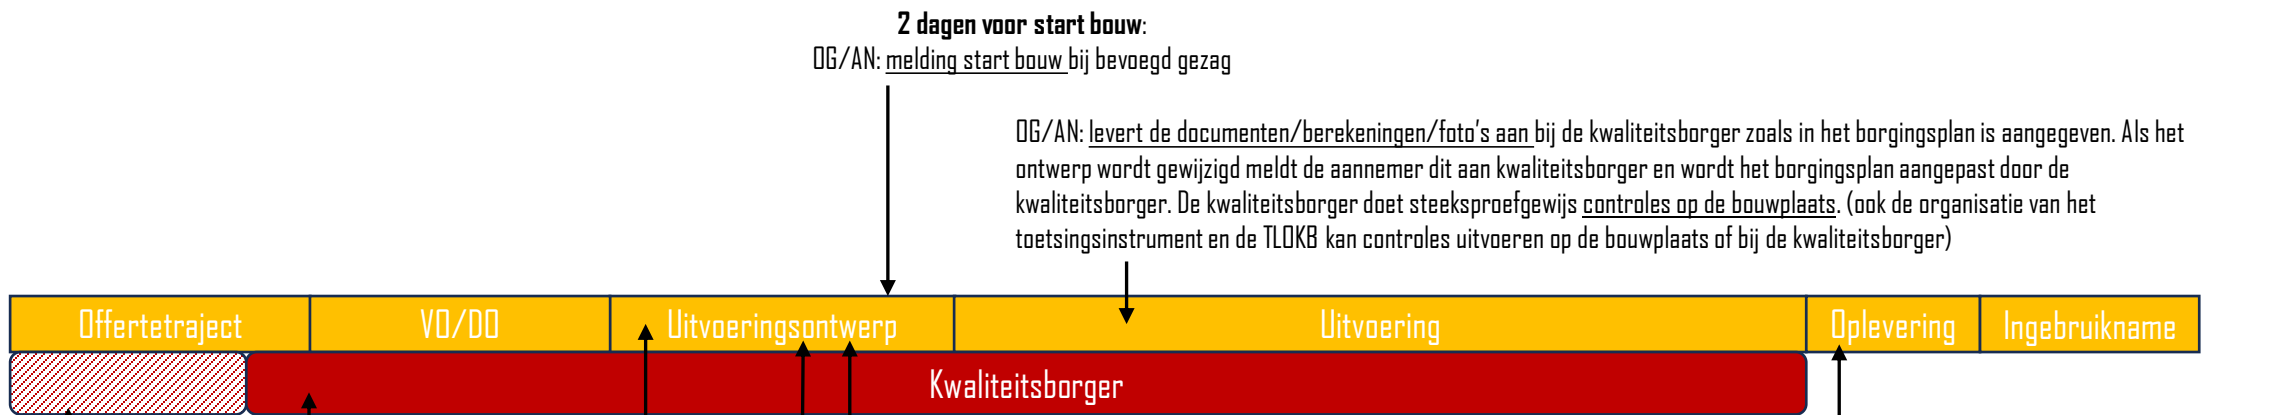 2 dagen voor start bouw:
OG/AN: melding start bouw bij bevoegd gezag
OG/AN: levert de documenten/berekeningen/foto's aan bij de kwaliteitsborger zoals in het borgingsplan is aangegeven. Als het
ontwerp wordt gewijzigd meldt de aannemer dit aan kwaliteitsborger en wordt het borgingsplan aangepast door de
kwaliteitsborger. De kwaliteitsborger doet steeksproefgewijs controles op de bouwplaats. (ook de organisatie van het
toetsingsinstrument en de TLOKB kan controles uitvoeren op de bouwplaats of bij de kwaliteitsborger)
Offertetraject VO/DO Uitvoeringsontwerp Uitvoering Oplevering Ingebruikname
Kwaliteitsborger